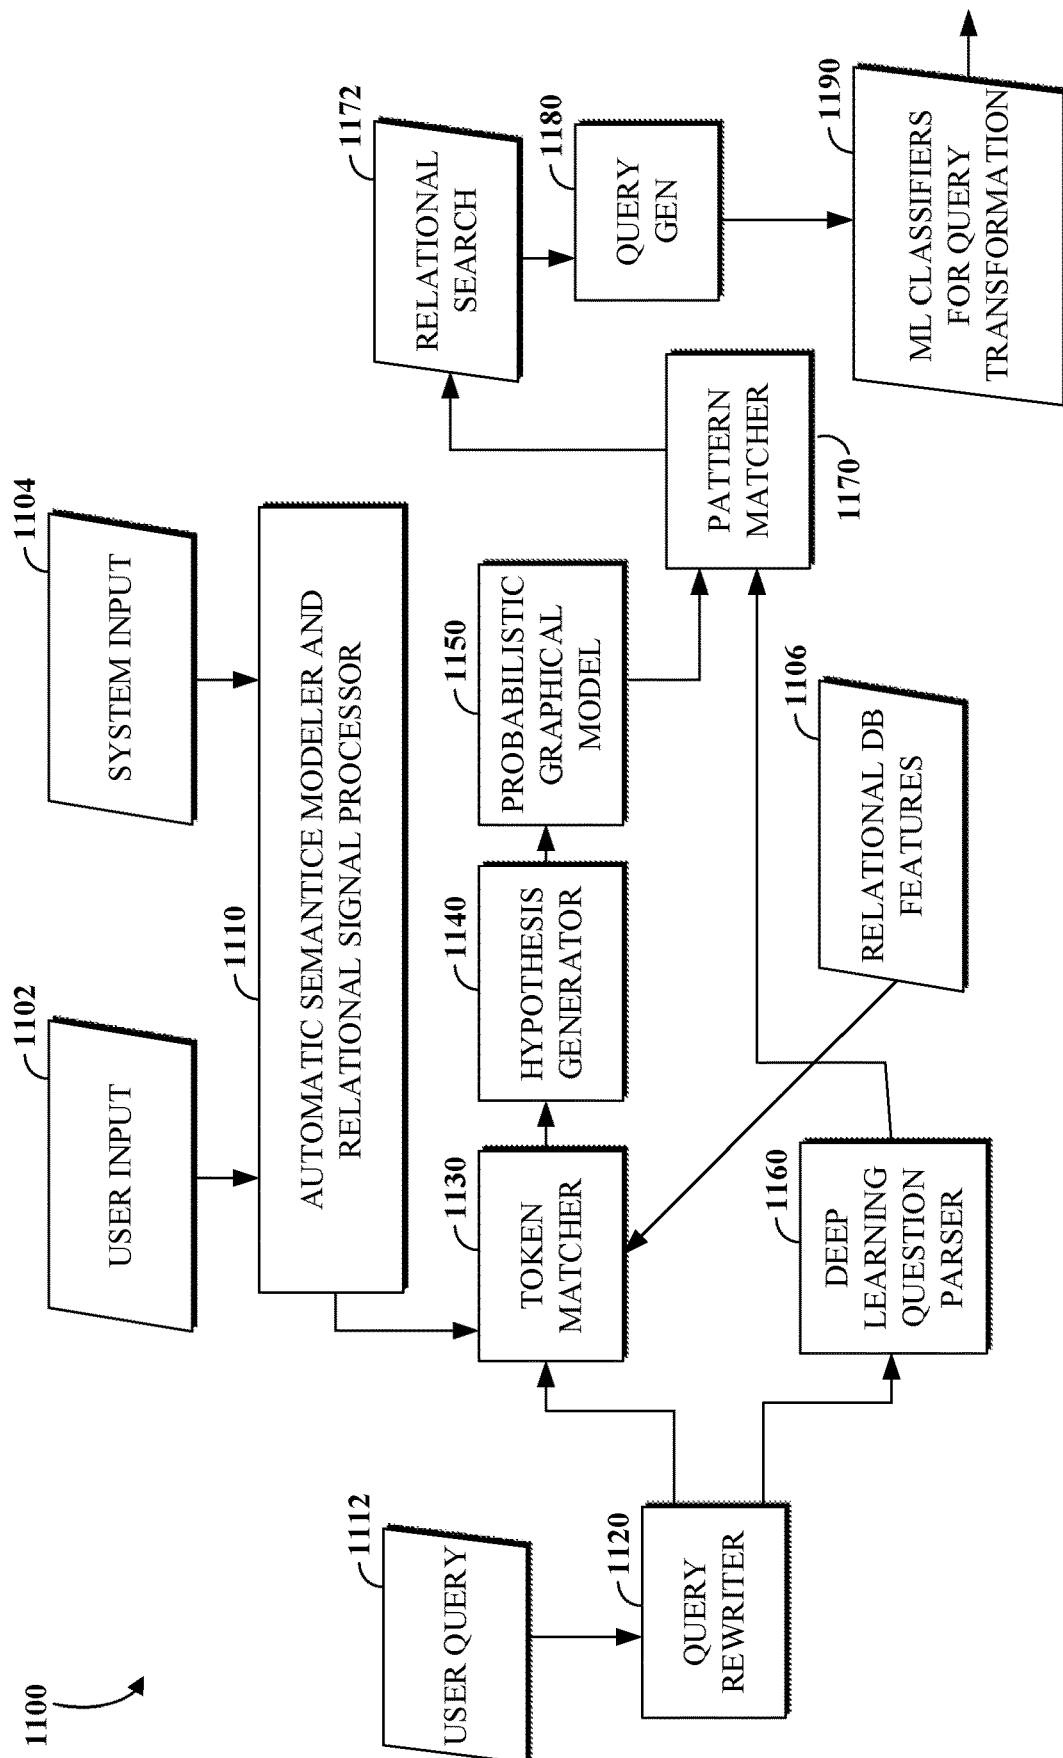 1100
1102
USER INPUT
1104
SYSTEM INPUT
1110
AUTOMATIC SEMANTICE MODELER AND
RELATIONAL SIGNAL PROCESSOR
1112
USER QUERY
1120
QUERY
REWRITER
1130
TOKEN
MATCHER
1140
HYPOTHESIS
GENERATOR
1150
PROBABILISTIC
GRAPHICAL
MODEL
1160
DEEP
LEARNING
QUESTION
PARSER
1106
RELATIONAL DB
FEATURES
PATTERN
MATCHER
1170
1172
RELATIONAL
SEARCH
1180
QUERY
GEN
1190
ML CLASSIFIERS
FOR QUERY
TRANSFORMATION